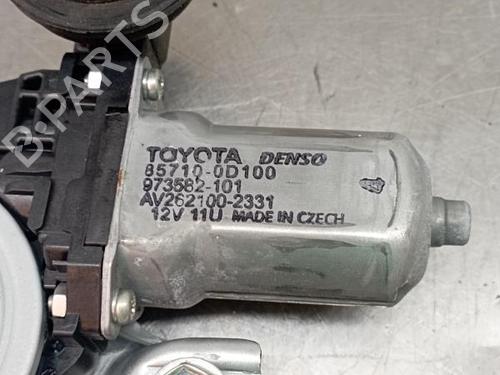 B-PARTS
TOYOTA DENSO
85710-0D100
973582-101
AV262100-2331
12V 11U MADE IN CZECH